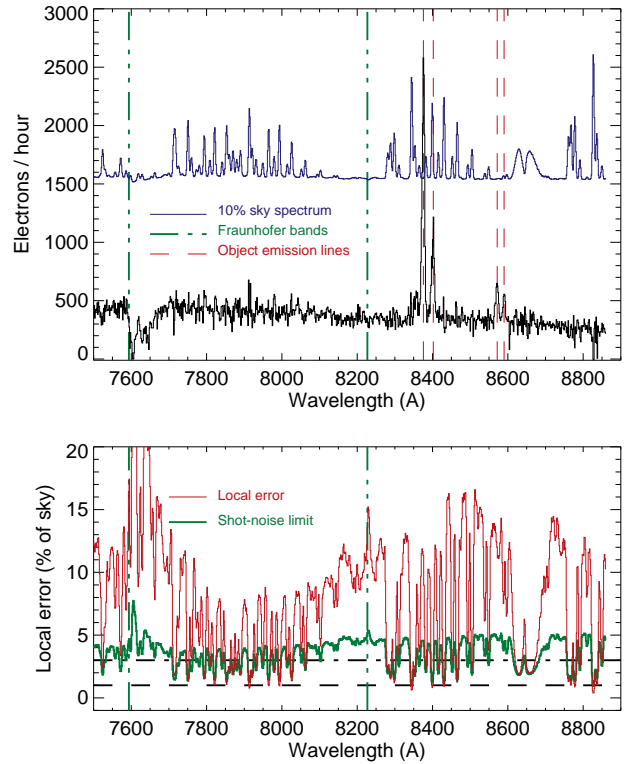 3000
2500
2000
1500
1000
500
0
Electrons / hour
10% sky spectrum
Fraunhofer bands
Object emission lines
7600 7800 8000 8200 8400 8600 8800
Wavelength (A)
20
15
10
5
0
Local error (% of sky)
Local error
Shot-noise limit
7600 7800 8000 8200 8400 8600 8800
Wavelength (A)